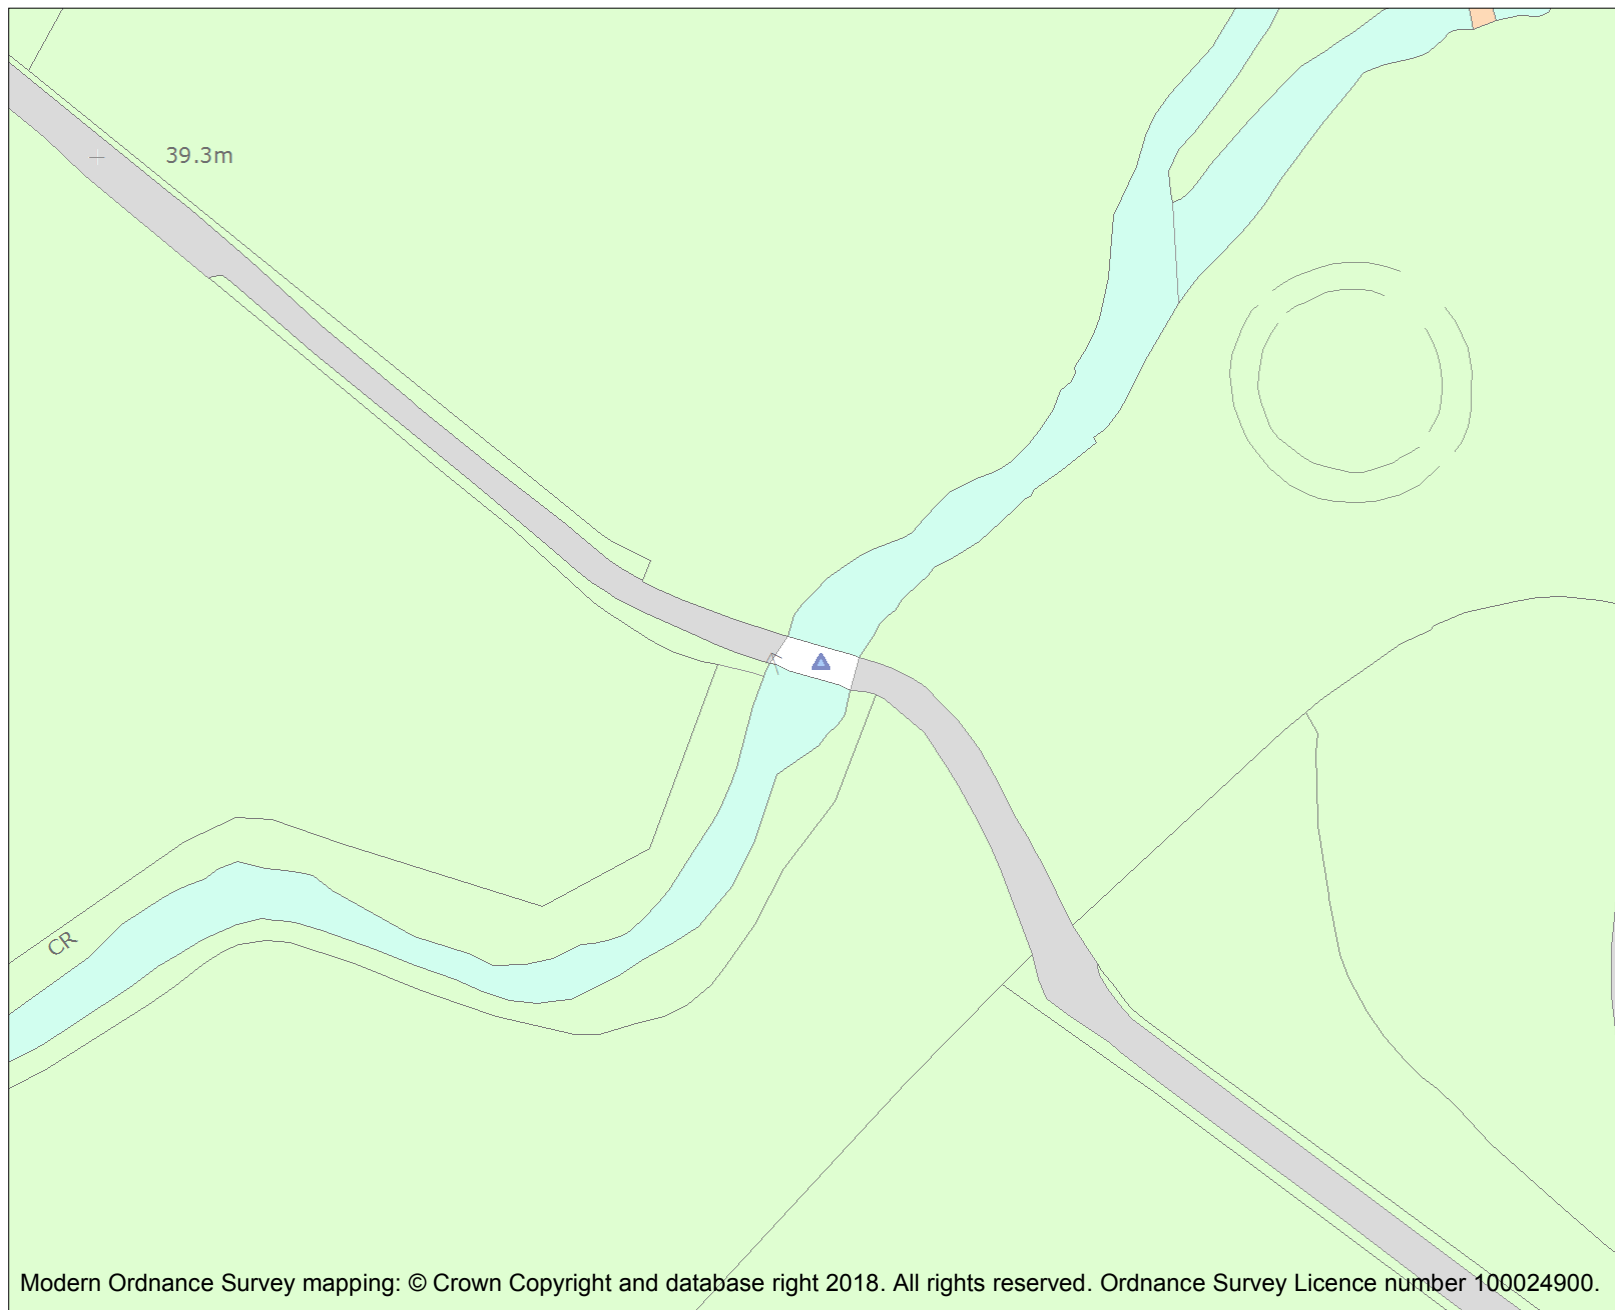 39.3m
CR
Modern Ordnance Survey mapping: © Crown Copyright and database right 2018. All rights reserved. Ordnance Survey Licence number 100024900.